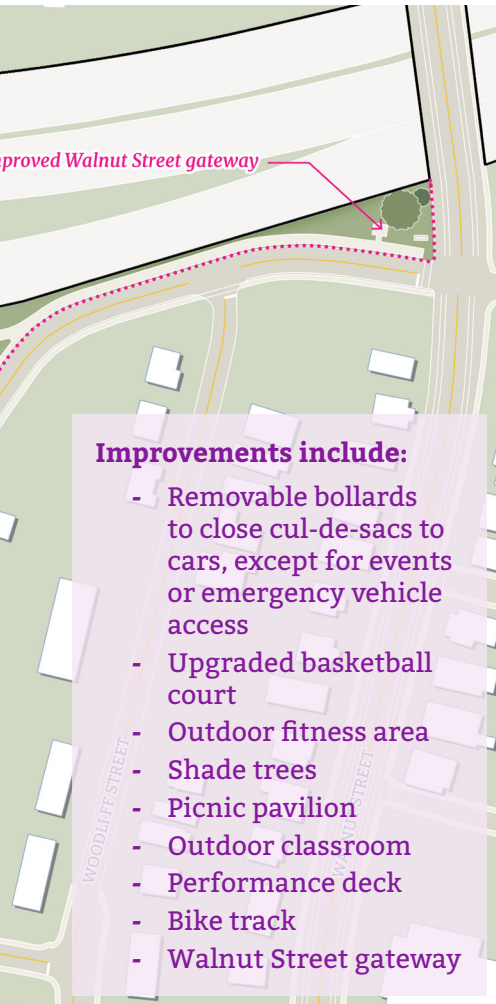 proved Walnut Street gateway
Improvements include:
- Removable bollards
to close cul-de-sacs to
cars, except for events
or emergency vehicle
access
- Upgraded basketball
court
- Outdoor fitness area
- Shade trees
- Picnic pavilion
- Outdoor classroom
- Performance deck
- Bike track
- Walnut Street gateway
WOODLIFF STREET
WALNUT STREET